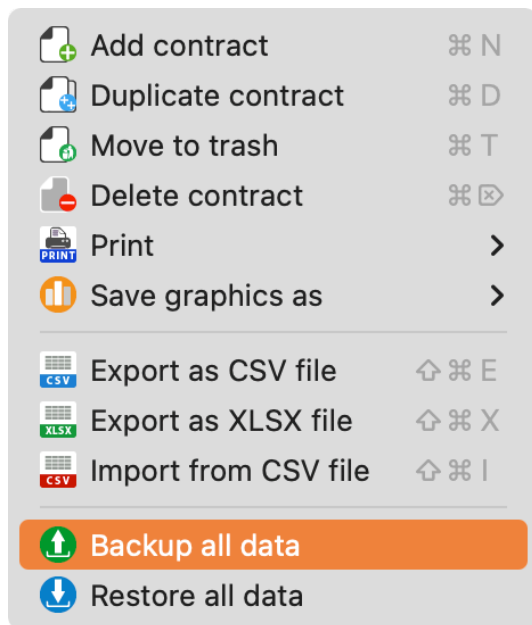 Add contract ⌘ N
Duplicate contract ⌘ D
Move to trash ⌘ T
Delete contract ⌘ ⌦
PRINT Print
Save graphics as
CSV Export as CSV file ⇧ ⌘ E
XLSX Export as XLSX file ⇧ ⌘ X
CSV Import from CSV file ⇧ ⌘ I
Backup all data
Restore all data